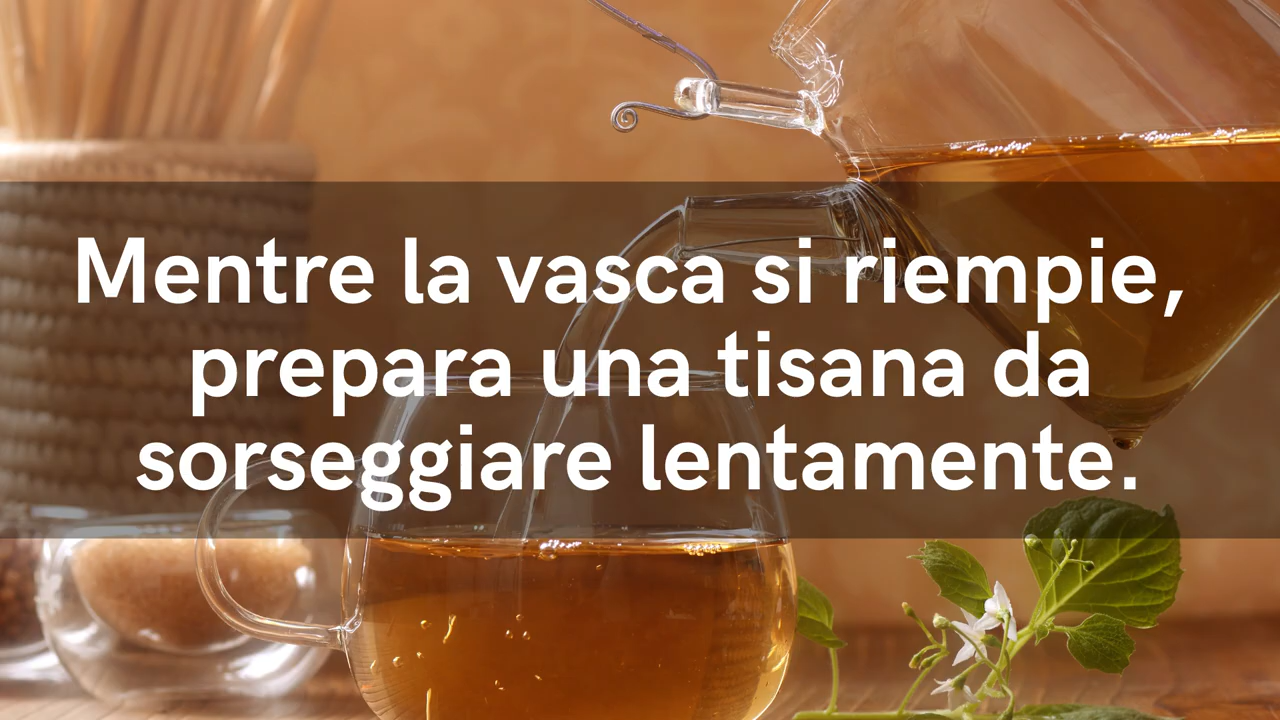 Mentre la vasca si riempie,
prepara una tisana da
sorseggiare lentamente.